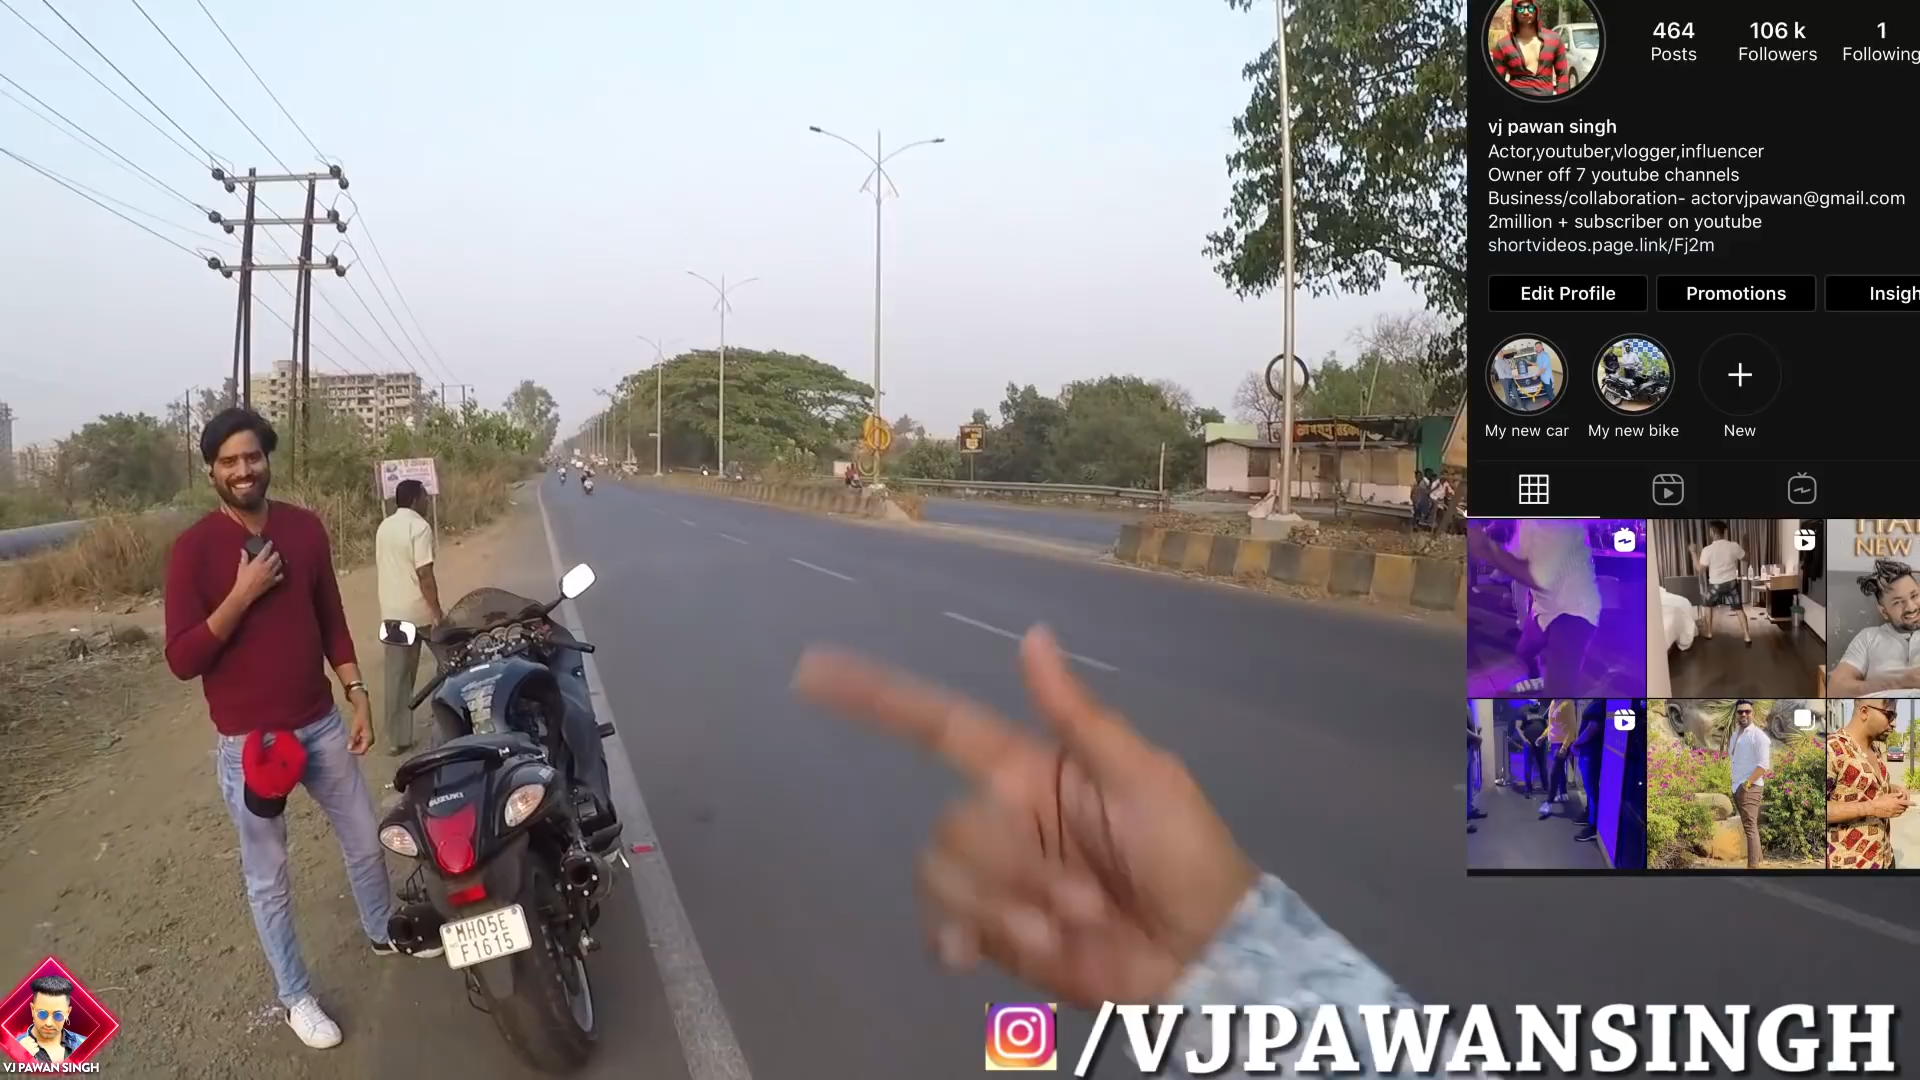 464
106 k
1
Posts
Followers
Following
vj pawan singh
Actor,youtuber,vlogger,influencer
Owner off 7 youtube channels
Business/collaboration- actorvjpawan@gmail.com
2million + subscriber on youtube
shortvideos.page.link/Fj2m
Edit Profile
Promotions
Insigh
My new car
My new bike
New
NEW
SUZUKI
MH05E
F1615
VJ PAWAN SINGH
/VJPAWANSINGH